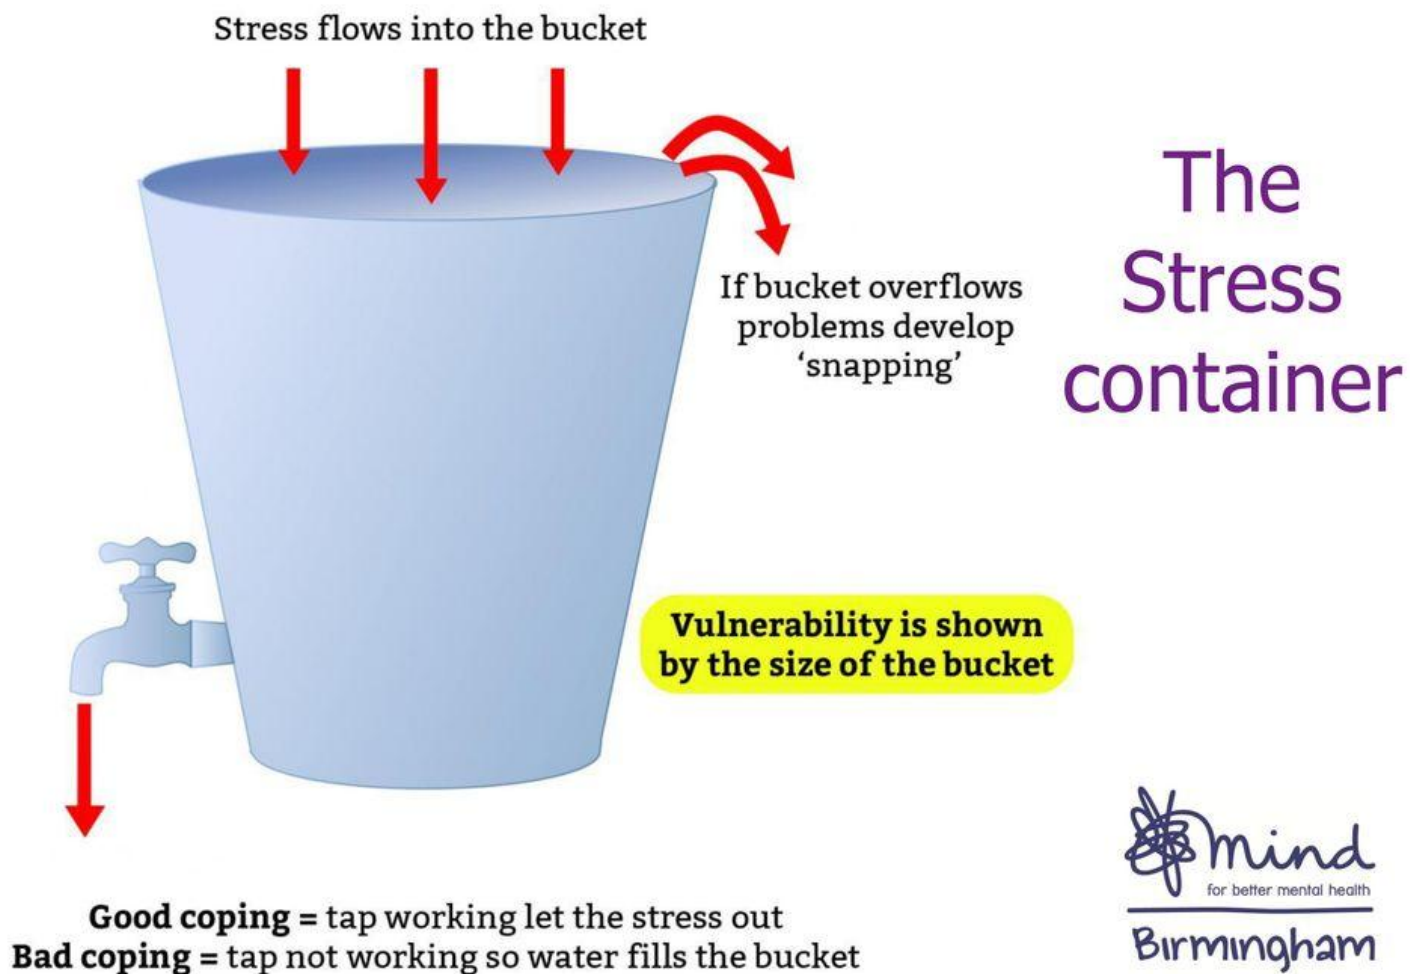 Stress flows into the bucket
The
Stress
container
If bucket overflows
problems develop
‘snapping’
Vulnerability is shown
by the size of the bucket
Good coping = tap working let the stress out
Bad coping = tap not working so water fills the bucket
mind
for better mental health
Birmingham